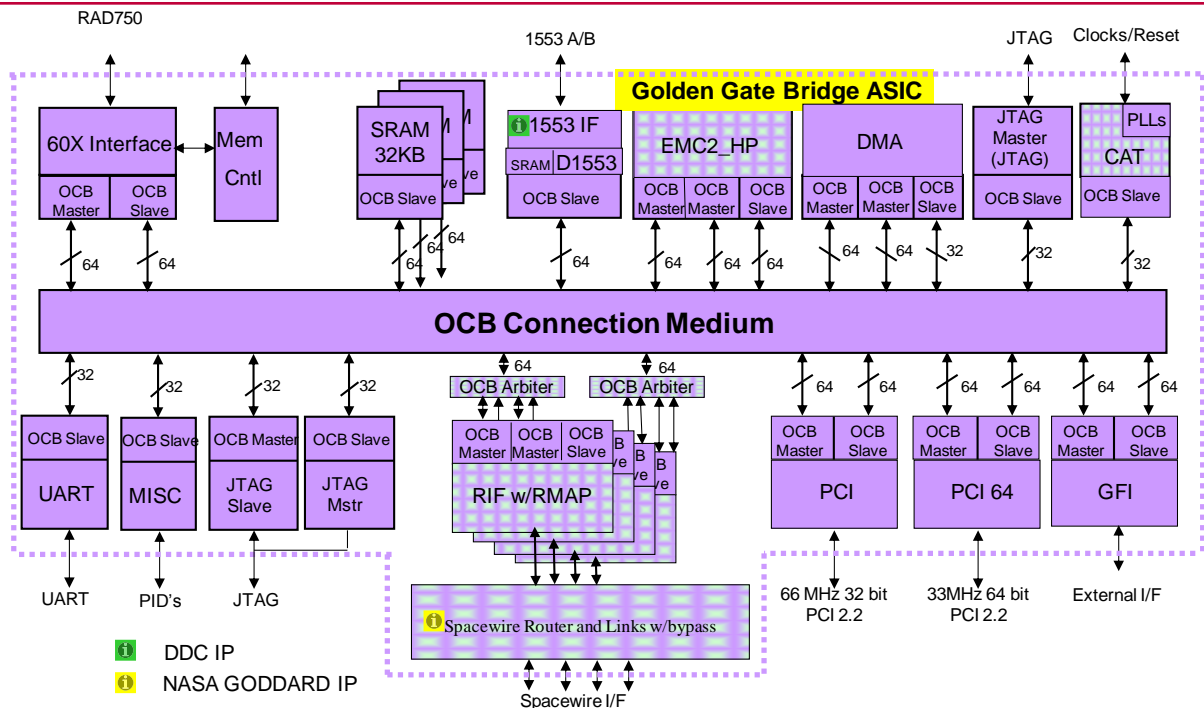 RAD750
1553 A/B
JTAG
Clocks/Reset
Golden Gate Bridge ASIC
60X Interface
OCB Master
OCB Slave
Mem Cntl
SRAM 32KB
OCB Slave
M
M
ve
ve
1553 IF
SRAM
D1553
OCB Slave
EMC2_HP
OCB Master
OCB Master
OCB Slave
DMA
OCB Master
OCB Master
OCB Slave
JTAG Master (JTAG)
OCB Slave
PLLs
CAT
OCB Slave
64
64
64
64
64
64
64
64
64
64
64
32
32
32
OCB Connection Medium
32
32
32
32
64
64
64
64
64
64
64
64
OCB Arbiter
OCB Arbiter
OCB Slave
UART
OCB Slave
MISC
OCB Master
JTAG Slave
OCB Slave
JTAG Mstr
OCB Master
OCB Master
OCB Slave
RIF w/RMAP
B
ve
B
ve
B
ve
OCB Master
OCB Slave
PCI
OCB Master
OCB Slave
PCI 64
OCB Master
OCB Slave
GFI
UART
PID's
JTAG
Spacewire Router and Links w/bypass
66 MHz 32 bit
PCI 2.2
33MHz 64 bit
PCI 2.2
External I/F
DDC IP
NASA GODDARD IP
Spacewire I/F